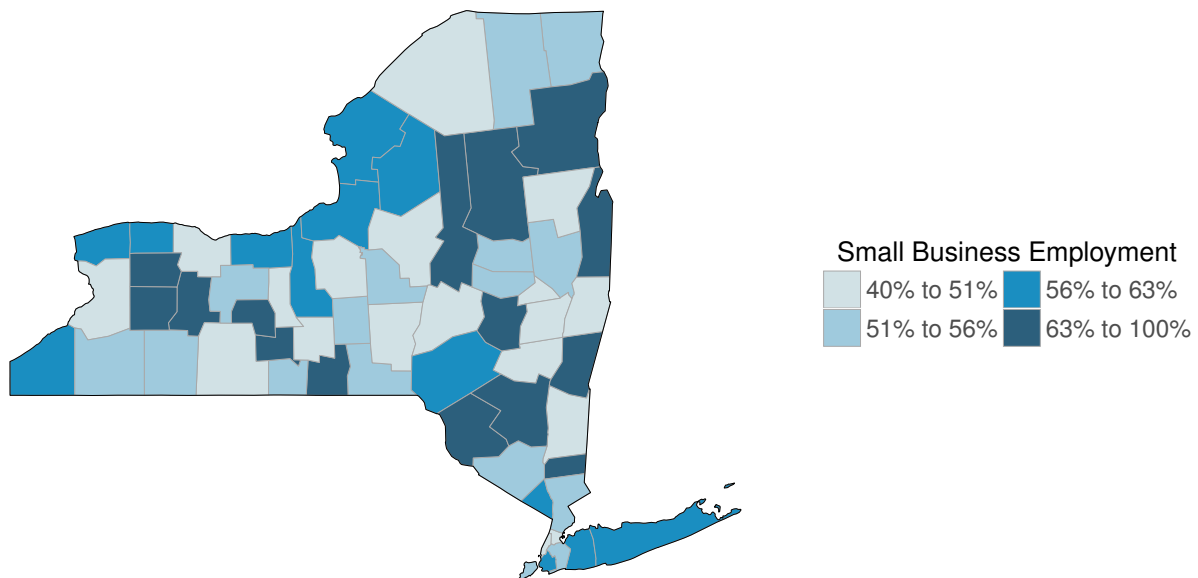 Small Business Employment
40% to 51%
56% to 63%
51% to 56%
63% to 100%